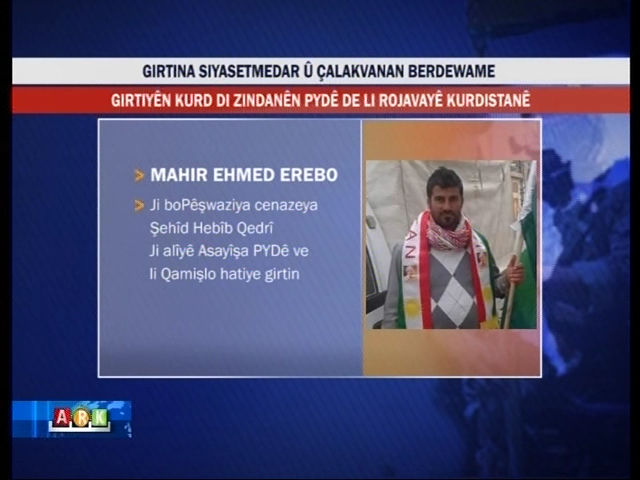 GIRTINA SIYASETMEDAR Û ÇALAKVANAN BERDEWAME
GIRTIYÊN KURD DI ZINDANÊN PYDÊ DE LI ROJAVAYÊ KURDISTANÊ
MAHIR EHMED EREBO
Ji boPêşwaziya cenazeya
Şehîd Hebîb Qedrî
Ji alîyê Asayîşa PYDê ve
li Qamişlo hatiye girtin
ARK